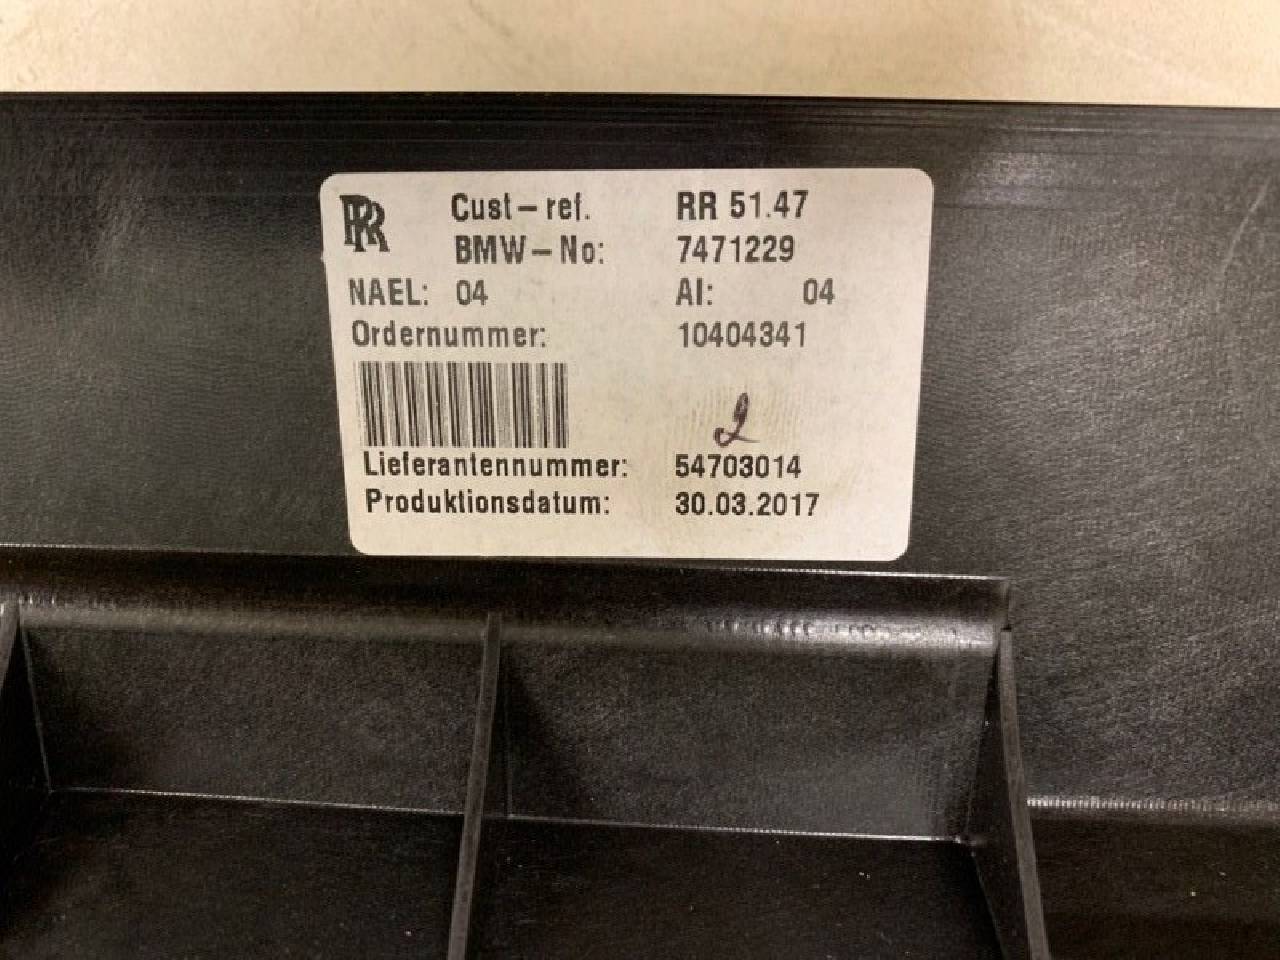 RR Cust-ref. RR 51.47
BMW-No: 7471229
NAEL: 04 AI: 04
Ordernummer: 10404341
2
Lieferantennummer: 54703014
Produktionsdatum: 30.03.2017